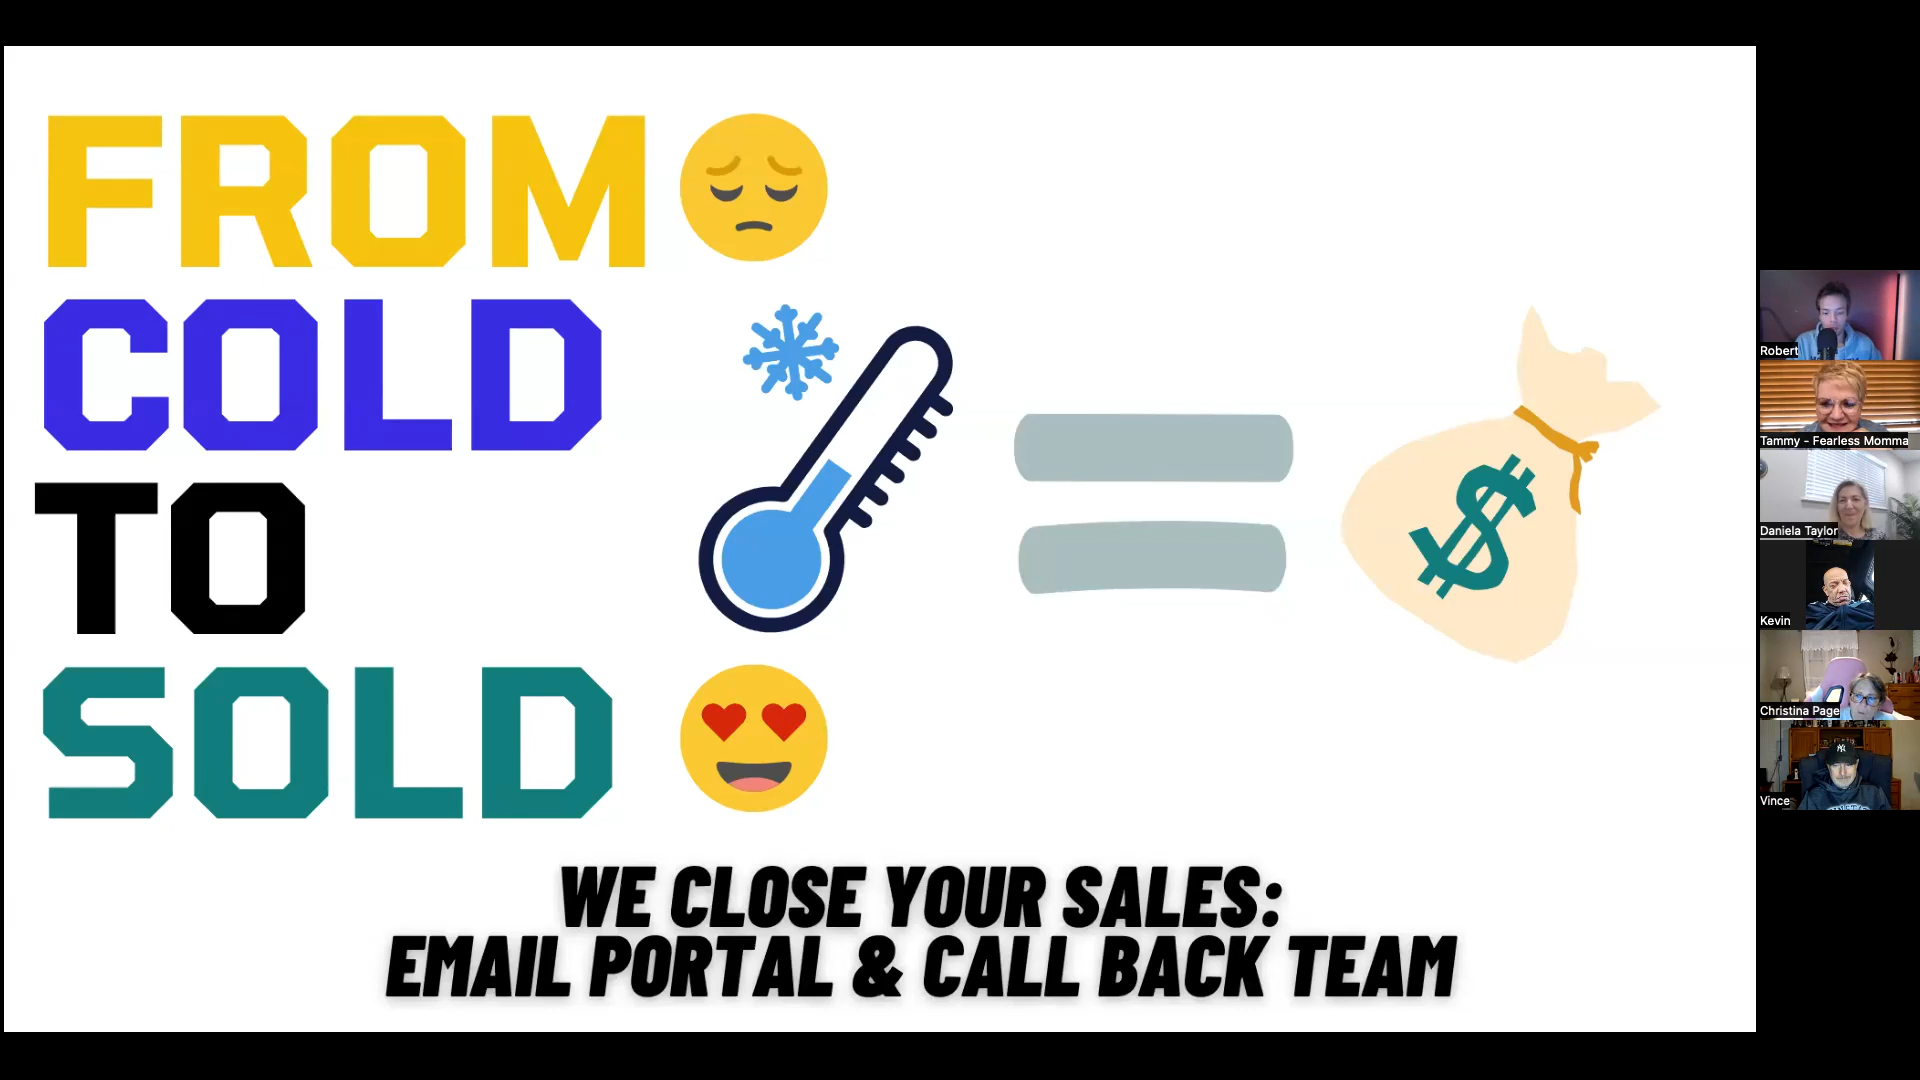 FROM
COLD
TO
SOLD
$
WE CLOSE YOUR SALES:
EMAIL PORTAL & CALL BACK TEAM
Robert
Tammy - Fearless Momma
Daniela Taylor
Kevin
Christina Page
Vince